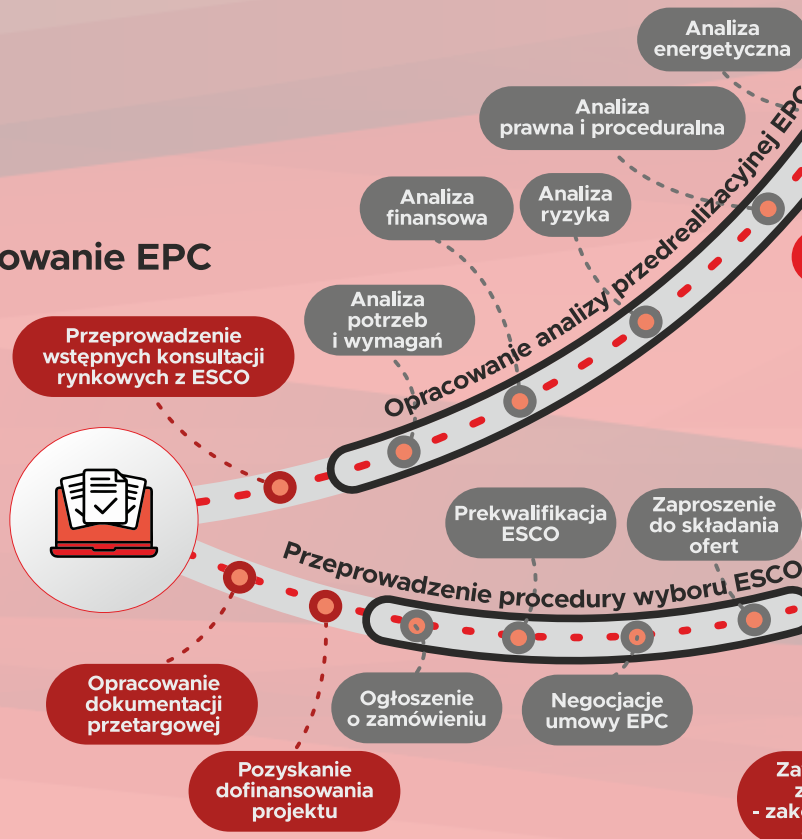 Analiza
energetyczna
Analiza
prawna i proceduralna
Analiza
finansowa
Analiza
ryzyka
owanie EPC
Analiza
potrzeb
i wymagań
Opracowanie analizy przedrealizacyjnej EPC
Przeprowadzenie
wstępnych konsultacji
rynkowych z ESCO
Prekwalifikacja
ESCO
Zaproszenie
do składania
ofert
Przeprowadzenie procedury wyboru ESCO
Opracowanie
dokumentacji
przetargowej
Ogłoszenie
o zamówieniu
Negocjacje
umowy EPC
Pozyskanie
dofinansowania
projektu
Za
z
- zako